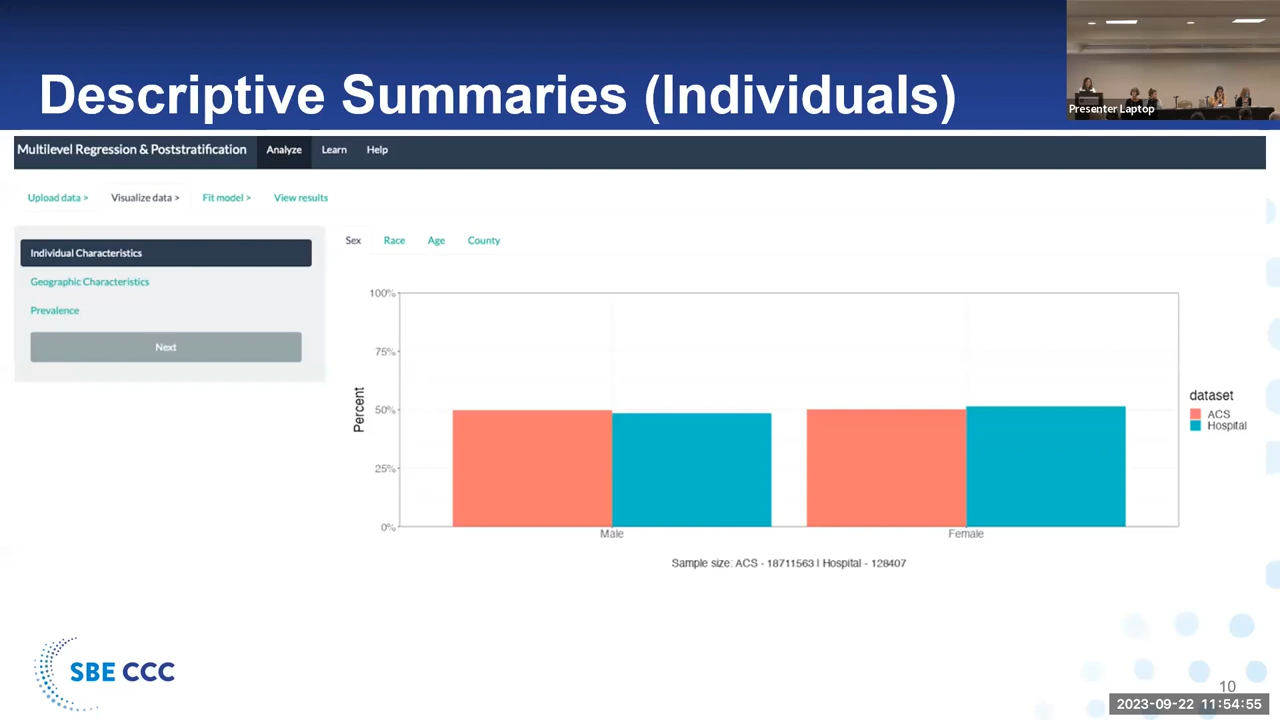 Descriptive Summaries (Individuals)
Presenter Laptop
Multilevel Regression & Poststratification Analyze Learn Help
Upload data > Visualize data > Fit model > View results
Individual Characteristics
Geographic Characteristics
Prevalence
Next
Sex Race Age County
100%
75%
50%
25%
0%
Percent
Male Female
dataset
ACS
Hospital
Sample size: ACS - 18711563 | Hospital - 128407
SBE CCC
10
2023-09-22 11:54:55